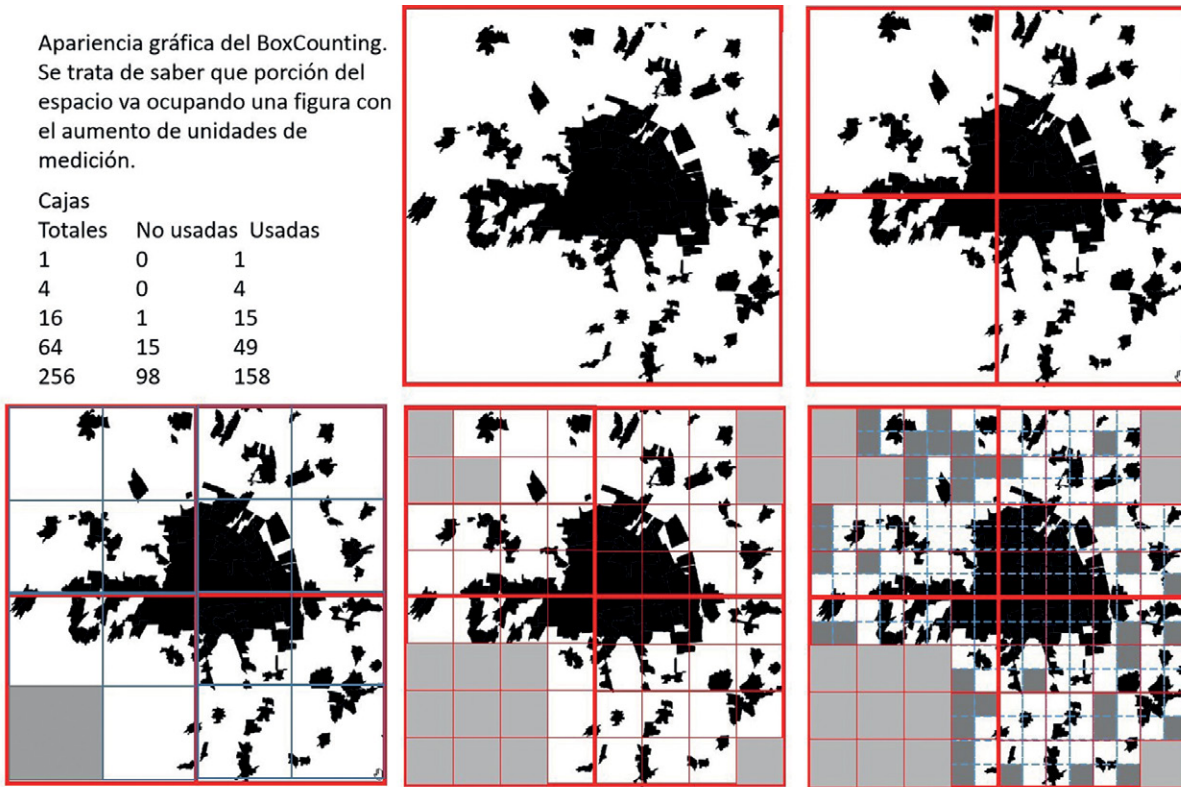 Apariencia gráfica del BoxCounting.
Se trata de saber que porción del
espacio va ocupando una figura con
el aumento de unidades de
medición.
Cajas
Totales No usadas Usadas
1 0 1
4 0 4
16 1 15
64 15 49
256 98 158